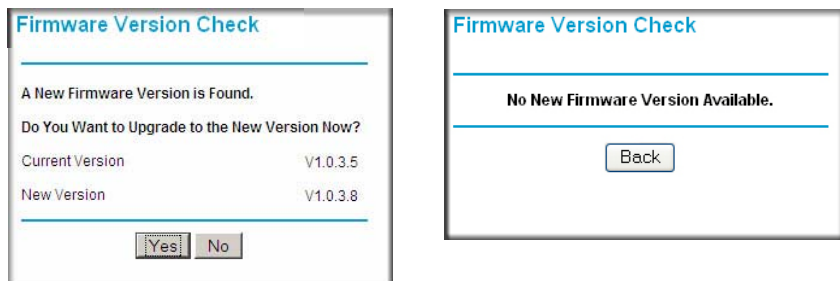 Firmware Version Check
A New Firmware Version is Found.
Do You Want to Upgrade to the New Version Now?
Current Version V1.0.3.5
New Version V1.0.3.8
Yes No
Firmware Version Check
No New Firmware Version Available.
Back